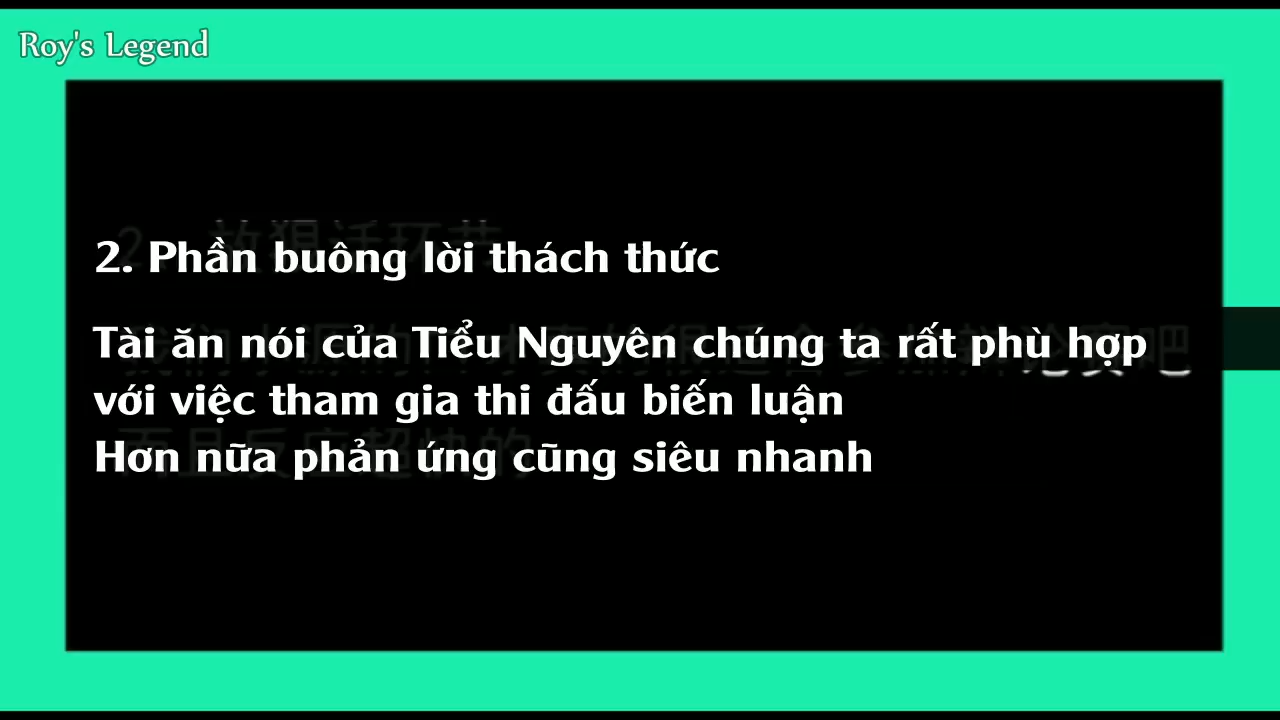 Roy's Legend
2. Phần buông lời thách thức
Tài ăn nói của Tiểu Nguyên chúng ta rất phù hợp
với việc tham gia thi đấu biến luận
Hơn nữa phản ứng cũng siêu nhanh